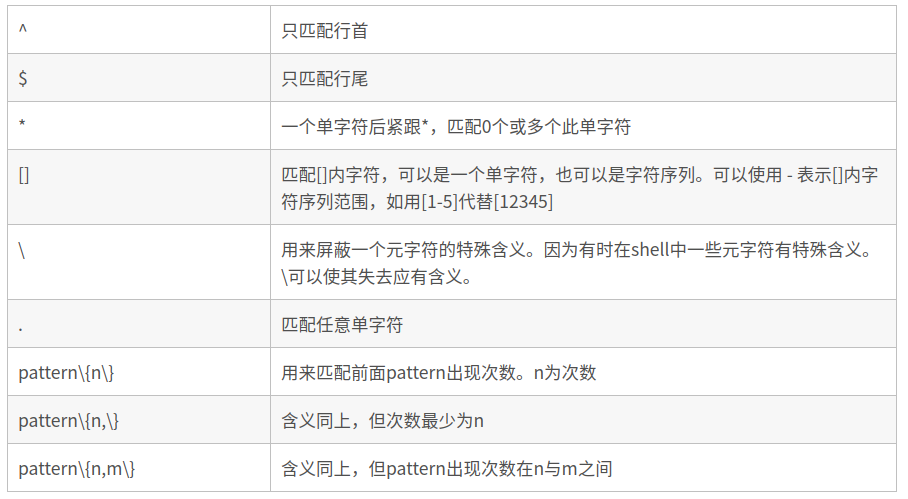 ^ 只匹配行首
$ 只匹配行尾
* 一个单字符后紧跟*，匹配0个或多个此单字符
[] 匹配[]内字符，可以是一个单字符，也可以是字符序列。可以使用 - 表示[]内字
符序列范围，如用[1-5]代替[12345]
\ 用来屏蔽一个元字符的特殊含义。因为有时在shell中一些元字符有特殊含义。
\可以使其失去应有含义。
. 匹配任意单字符
pattern\{n\} 用来匹配前面pattern出现次数。n为次数
pattern\{n,\} 含义同上，但次数最少为n
pattern\{n,m\} 含义同上，但pattern出现次数在n与m之间